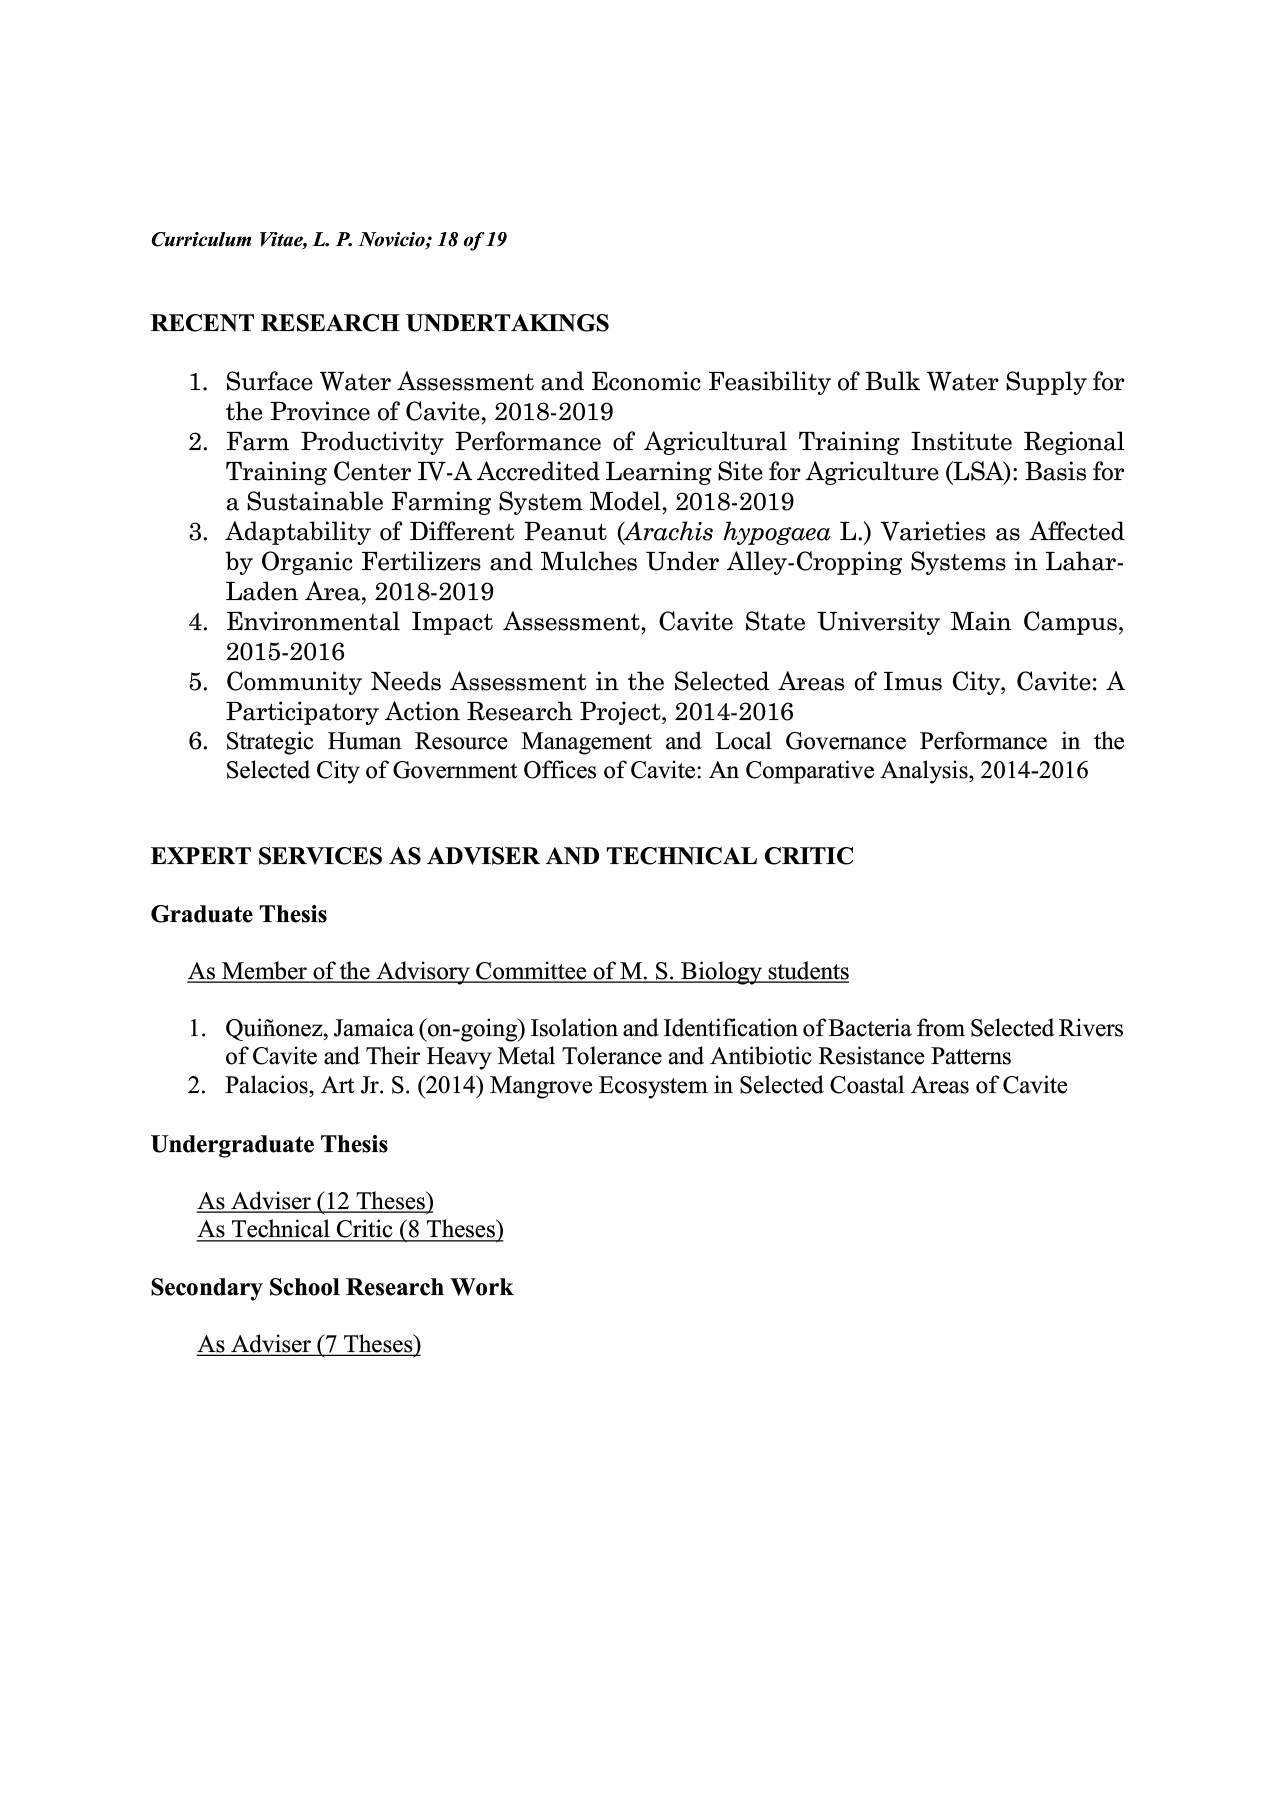 Curriculum Vitae, L. P. Novicio; 18 of 19
RECENT RESEARCH UNDERTAKINGS
1. Surface Water Assessment and Economic Feasibility of Bulk Water Supply for
the Province of Cavite, 2018-2019
2. Farm Productivity Performance of Agricultural Training Institute Regional
Training Center IV-A Accredited Learning Site for Agriculture (LSA): Basis for
a Sustainable Farming System Model, 2018-2019
3. Adaptability of Different Peanut (Arachis hypogaea L.) Varieties as Affected
by Organic Fertilizers and Mulches Under Alley-Cropping Systems in Lahar-
Laden Area, 2018-2019
4. Environmental Impact Assessment, Cavite State University Main Campus,
2015-2016
5. Community Needs Assessment in the Selected Areas of Imus City, Cavite: A
Participatory Action Research Project, 2014-2016
6. Strategic Human Resource Management and Local Governance Performance in the
Selected City of Government Offices of Cavite: An Comparative Analysis, 2014-2016
EXPERT SERVICES AS ADVISER AND TECHNICAL CRITIC
Graduate Thesis
As Member of the Advisory Committee of M. S. Biology students
1. Quiñonez, Jamaica (on-going) Isolation and Identification of Bacteria from Selected Rivers
of Cavite and Their Heavy Metal Tolerance and Antibiotic Resistance Patterns
2. Palacios, Art Jr. S. (2014) Mangrove Ecosystem in Selected Coastal Areas of Cavite
Undergraduate Thesis
As Adviser (12 Theses)
As Technical Critic (8 Theses)
Secondary School Research Work
As Adviser (7 Theses)